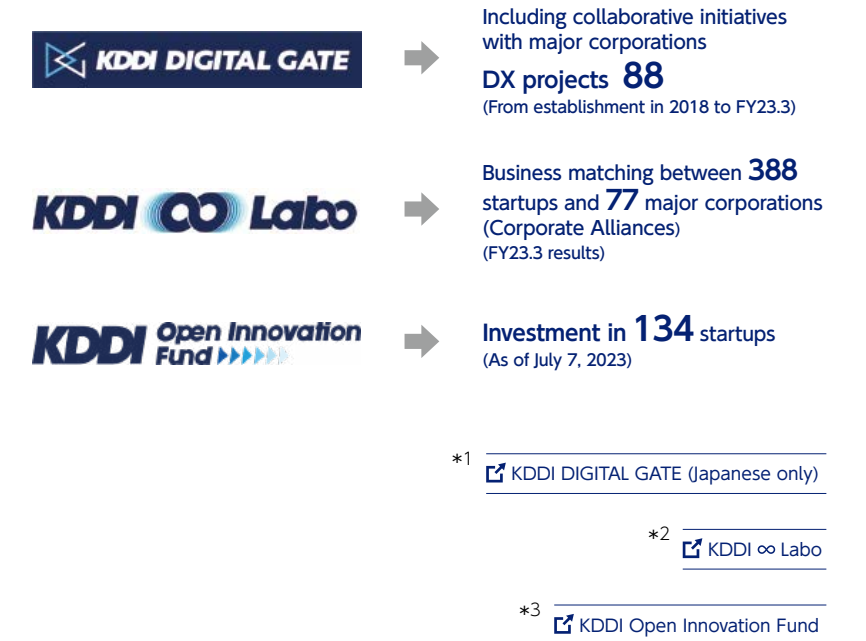 KDDI DIGITAL GATE
Including collaborative initiatives
with major corporations
DX projects 88
(From establishment in 2018 to FY23.3)
KDDI ∞ Labo
Business matching between 388
startups and 77 major corporations
(Corporate Alliances)
(FY23.3 results)
KDDI Open Innovation
Fund
Investment in 134 startups
(As of July 7, 2023)
*1 KDDI DIGITAL GATE (Japanese only)
*2 KDDI ∞ Labo
*3 KDDI Open Innovation Fund